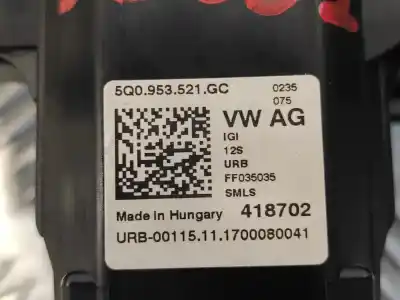 5Q0.953.521.GC
0235
075
VW AG
IGI
12S
URB
FF035035
SMLS
Made in Hungary 418702
URB-00115.11.1700080041